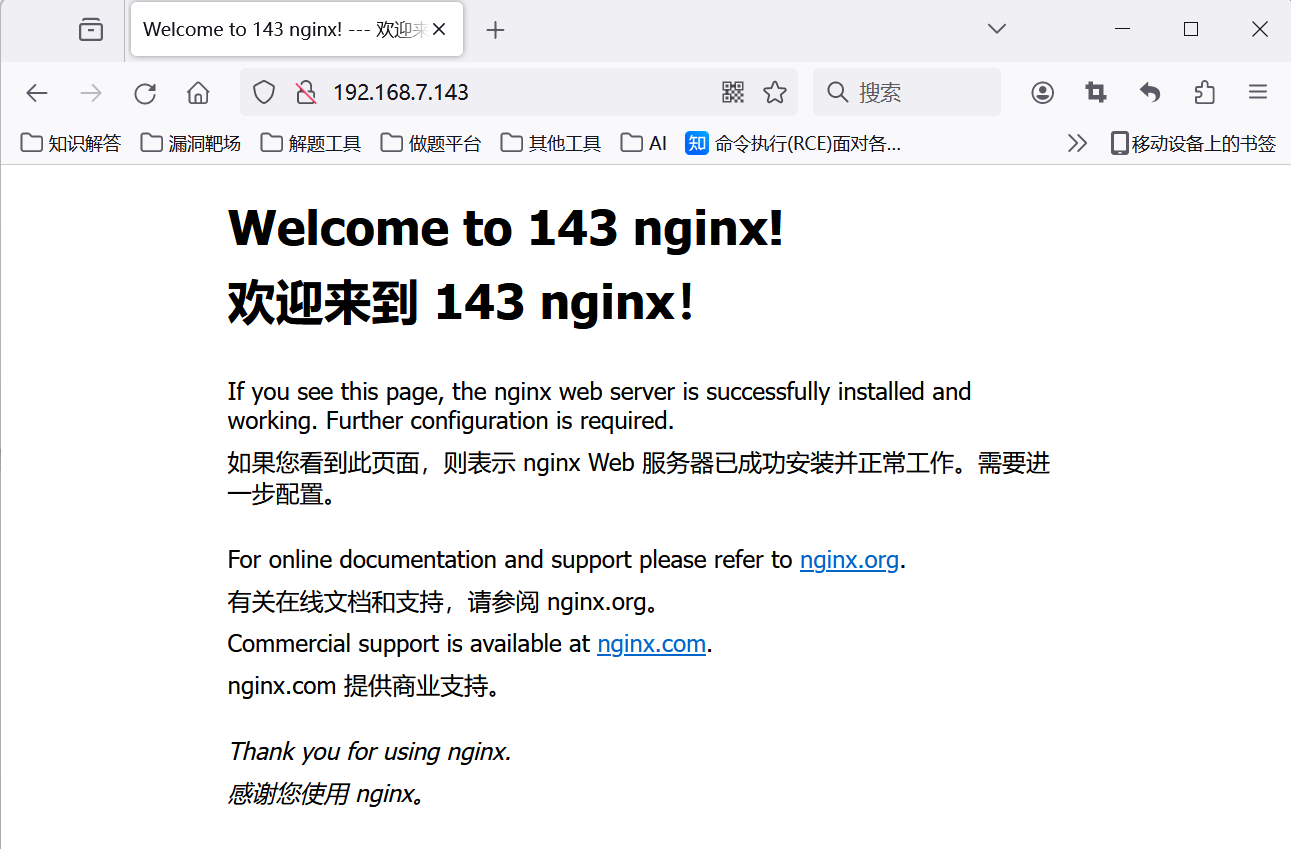 Welcome to 143 nginx! --- 欢迎来
192.168.7.143
搜索
知识解答
漏洞靶场
解题工具
做题平台
其他工具
AI
知
命令执行(RCE)面对各...
移动设备上的书签
Welcome to 143 nginx!
欢迎来到 143 nginx！
If you see this page, the nginx web server is successfully installed and
working. Further configuration is required.
如果您看到此页面，则表示 nginx Web 服务器已成功安装并正常工作。需要进
一步配置。
For online documentation and support please refer to nginx.org.
有关在线文档和支持，请参阅 nginx.org。
Commercial support is available at nginx.com.
nginx.com 提供商业支持。
Thank you for using nginx.
感谢您使用 nginx。